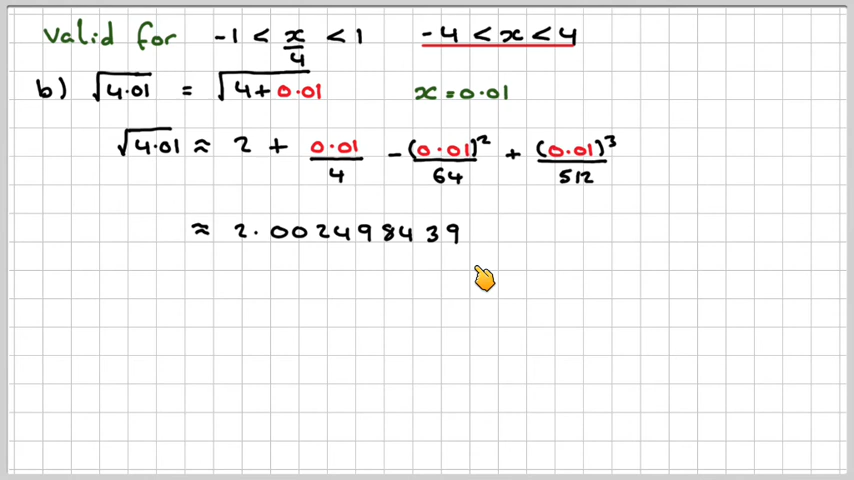 Valid for -1 < x/4 < 1 -4 < x < 4
b) √4.01 = √4+0.01 x = 0.01
√4.01 ≈ 2 + 0.01/4 - (0.01)²/64 + (0.01)³/512
≈ 2.002498439